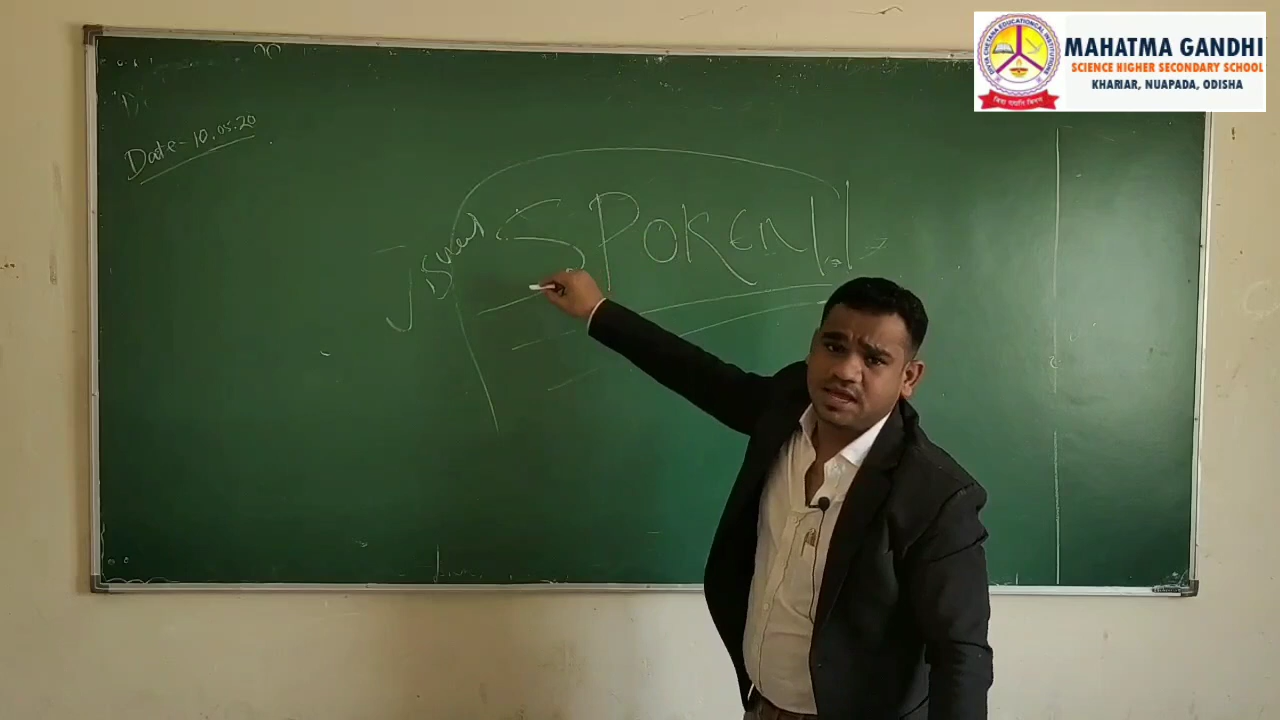 MAHATMA GANDHI
SCIENCE HIGHER SECONDARY SCHOOL
KHARIAR, NUAPADA, ODISHA
Date - 10.05.20
SPOKEN